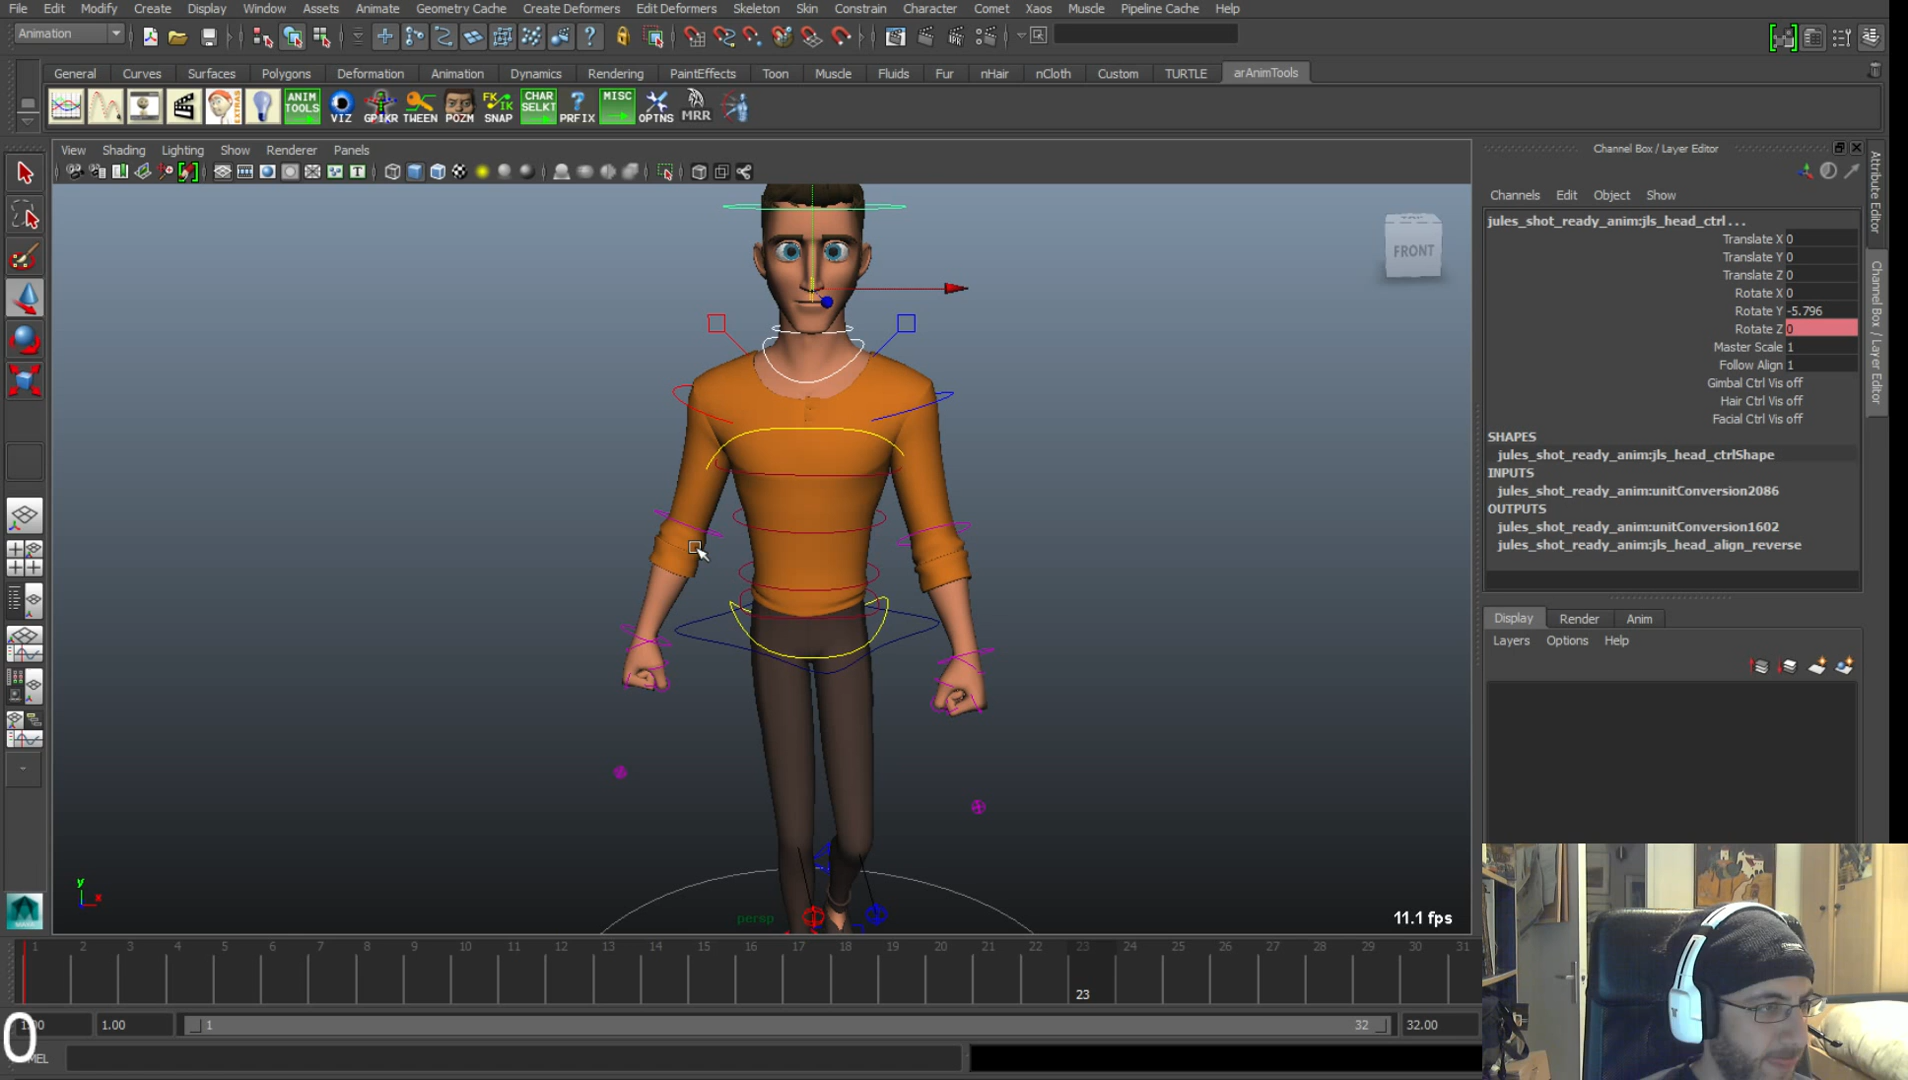 File Edit Modify Create Display Window Assets Animate Geometry Cache Create Deformers Edit Deformers Skeleton Skin Constrain Character Comet Xaos Muscle Pipeline Cache Help
Animation
General Curves Surfaces Polygons Deformation Animation Dynamics Rendering PaintEffects Toon Muscle Fluids Fur nHair nCloth Custom TURTLE arAnimTools
ANIM TOOLS VIZ GPIKR TWEEN POZM FK/IK SNAP CHAR SELKT PRFIX MISC OPTNS MRR
View Shading Lighting Show Renderer Panels
Channel Box / Layer Editor
Channels Edit Object Show
jules_shot_ready_anim:jls_head_ctrl...
Translate X 0
Translate Y 0
Translate Z 0
Rotate X 0
Rotate Y -5.796
Rotate Z 0
Master Scale 1
Follow Align 1
Gimbal Ctrl Vis off
Hair Ctrl Vis off
Facial Ctrl Vis off
SHAPES
jules_shot_ready_anim:jls_head_ctrlShape
INPUTS
jules_shot_ready_anim:unitConversion2086
OUTPUTS
jules_shot_ready_anim:unitConversion1602
jules_shot_ready_anim:jls_head_align_reverse
Attribute Editor
Channel Box / Layer Editor
Display Render Anim
Layers Options Help
FRONT
y
x
persp
11.1 fps
1 2 3 4 5 6 7 8 9 10 11 12 13 14 15 16 17 18 19 20 21 22 23 24 25 26 27 28 29 30 31
23
1.00 1 32 32.00
0